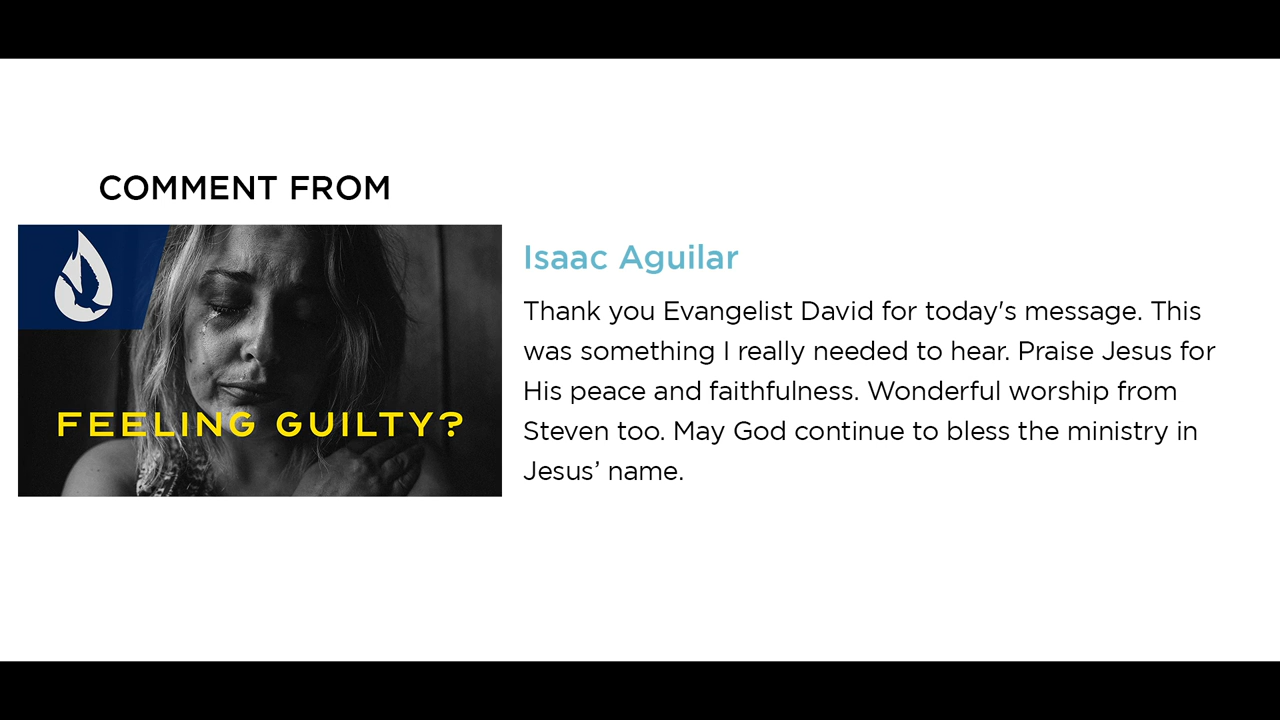 COMMENT FROM
FEELING GUILTY?
Isaac Aguilar
Thank you Evangelist David for today's message. This
was something I really needed to hear. Praise Jesus for
His peace and faithfulness. Wonderful worship from
Steven too. May God continue to bless the ministry in
Jesus’ name.